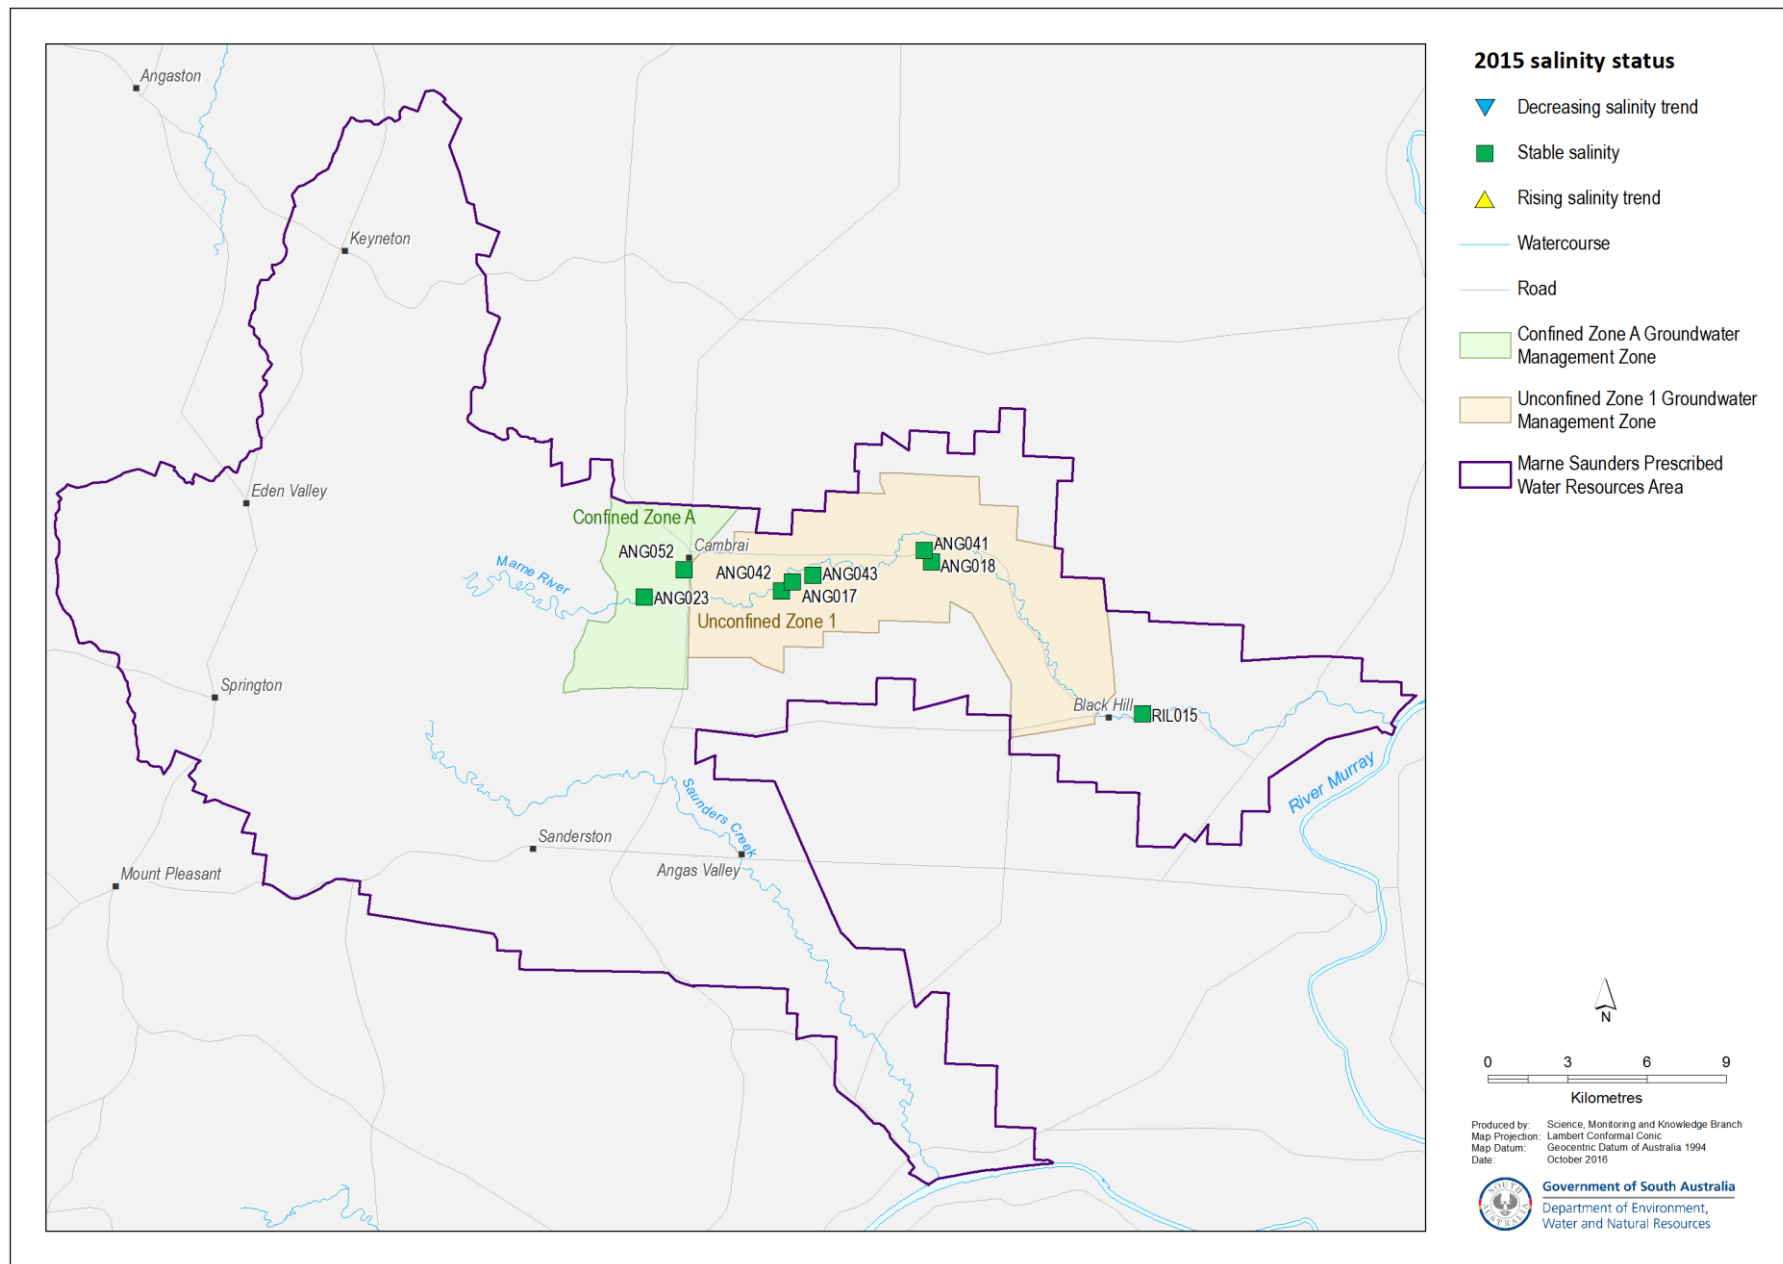 Angaston
Keyneton
Eden Valley
Confined Zone A
ANG052
Cambrai
ANG041
ANG018
ANG042
ANG043
ANG017
Marne River
ANG023
Unconfined Zone 1
Springton
Black Hill
RIL015
River Murray
Saunders Creek
Sanderston
Angas Valley
Mount Pleasant
2015 salinity status
Decreasing salinity trend
Stable salinity
Rising salinity trend
Watercourse
Road
Confined Zone A Groundwater
Management Zone
Unconfined Zone 1 Groundwater
Management Zone
Marne Saunders Prescribed
Water Resources Area
N
0 3 6 9
Kilometres
Produced by: Science, Monitoring and Knowledge Branch
Map Projection: Lambert Conformal Conic
Map Datum: Geocentric Datum of Australia 1994
Date: October 2016
SOUTH AUSTRALIA
Government of South Australia
Department of Environment,
Water and Natural Resources